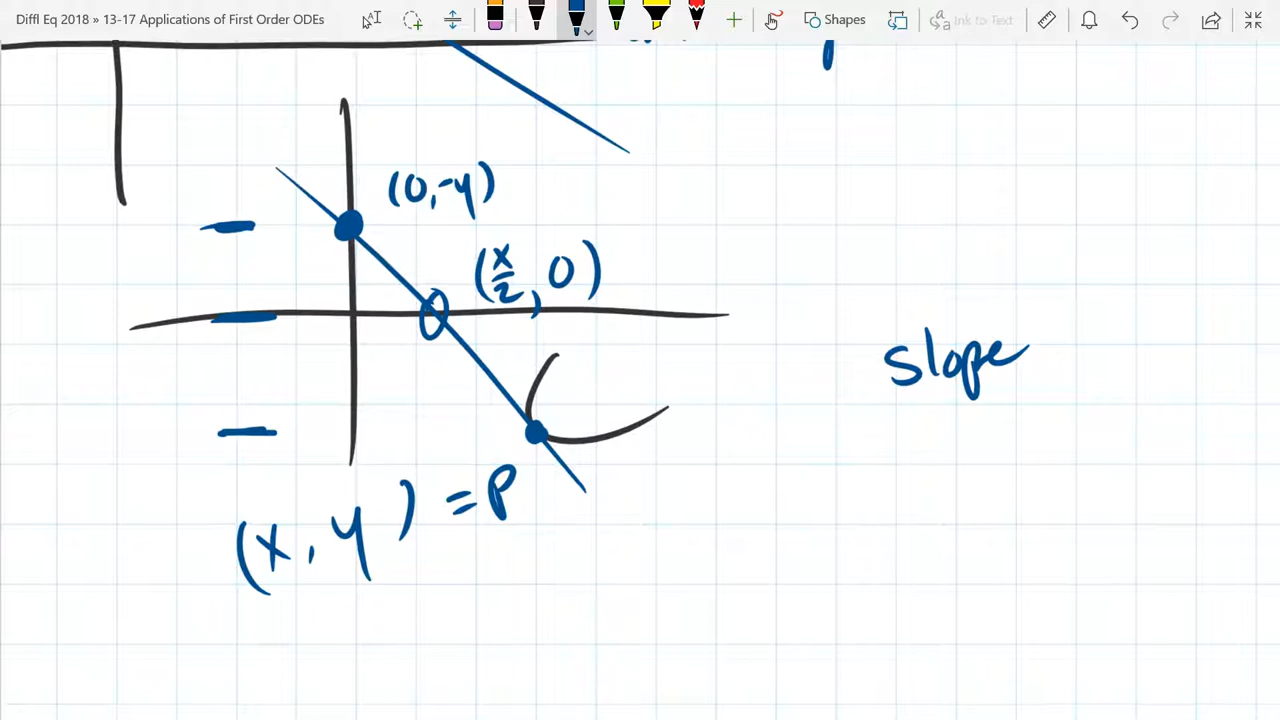 Diffl Eq 2018 » 13-17 Applications of First Order ODEs
Shapes
Ink to Text
(0,-y)
(x/2, 0)
slope
(x, y) = P